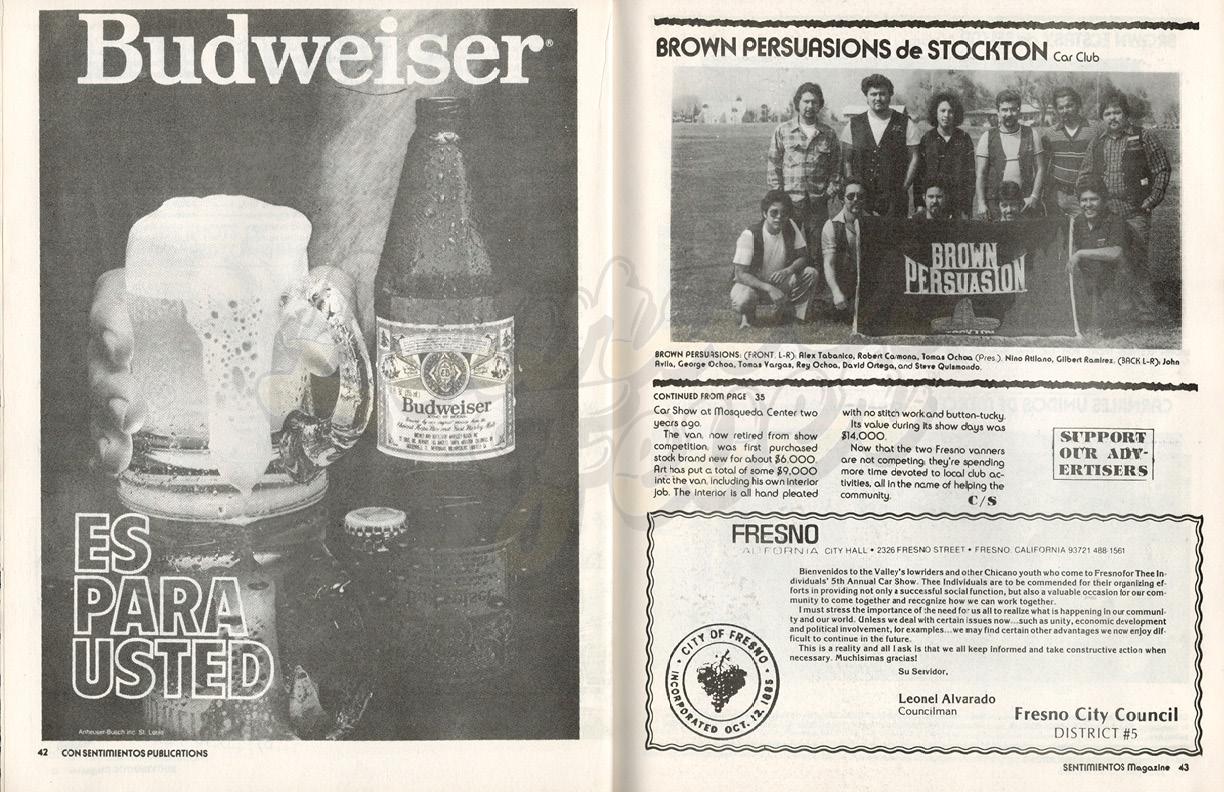 Budweiser®
Budweiser
ES
PARA
USTED
Anheuser-Busch inc. St. Louis
42 CON SENTIMIENTOS PUBLICATIONS
BROWN PERSUASIONS de STOCKTON Car Club
BROWN
PERSUASION
STOCKTON
BROWN PERSUASIONS: (FRONT, L-R): Alex Tabanico, Robert Carmona, Tomas Ochoa (Pres.), Nino Atilano, Gilbert Ramirez. (BACK L-R): John
Avila, George Ochoa, Tomas Vargas, Rey Ochoa, David Ortega, and Steve Quismondo.
CONTINUED FROM PAGE 35
Car Show at Mosqueda Center two
years ago.
The van, now retired from show
competition, was first purchased
stock brand new for about $6,000.
Art has put a total of some $9,000
into the van, including his own interior
job. The interior is all hand pleated
with no stitch work and button-tucky.
Its value during its show days was
$14,000.
Now that the two Fresno vanners
are not competing, they're spending
more time devoted to local club ac-
tivities, all in the name of helping the
community.
C/S
SUPPORT
OUR ADV-
ERTISERS
FRESNO
CALIFORNIA CITY HALL • 2326 FRESNO STREET • FRESNO, CALIFORNIA 93721 488-1561
Bienvenidos to the Valley's lowriders and other Chicano youth who come to Fresno for Thee In-
dividuals' 5th Annual Car Show. Thee Individuals are to be commended for their organizing ef-
forts in providing not only a successful social function, but also a valuable occasion for our com-
munity to come together and recognize how we can work together.
I must stress the importance of the need for us all to realize what is happening in our communi-
ty and our world. Unless we deal with certain issues now...such as unity, economic development
and political involvement, for examples...we may find certain other advantages we now enjoy dif-
ficult to continue in the future.
This is a reality and all I ask is that we all keep informed and take constructive action when
necessary. Muchisimas gracias!
Su Servidor,
CITY OF FRESNO
INCORPORATED OCT. 12, 1885
Leonel Alvarado
Councilman
Fresno City Council
DISTRICT #5
SENTIMIENTOS Magazine 43